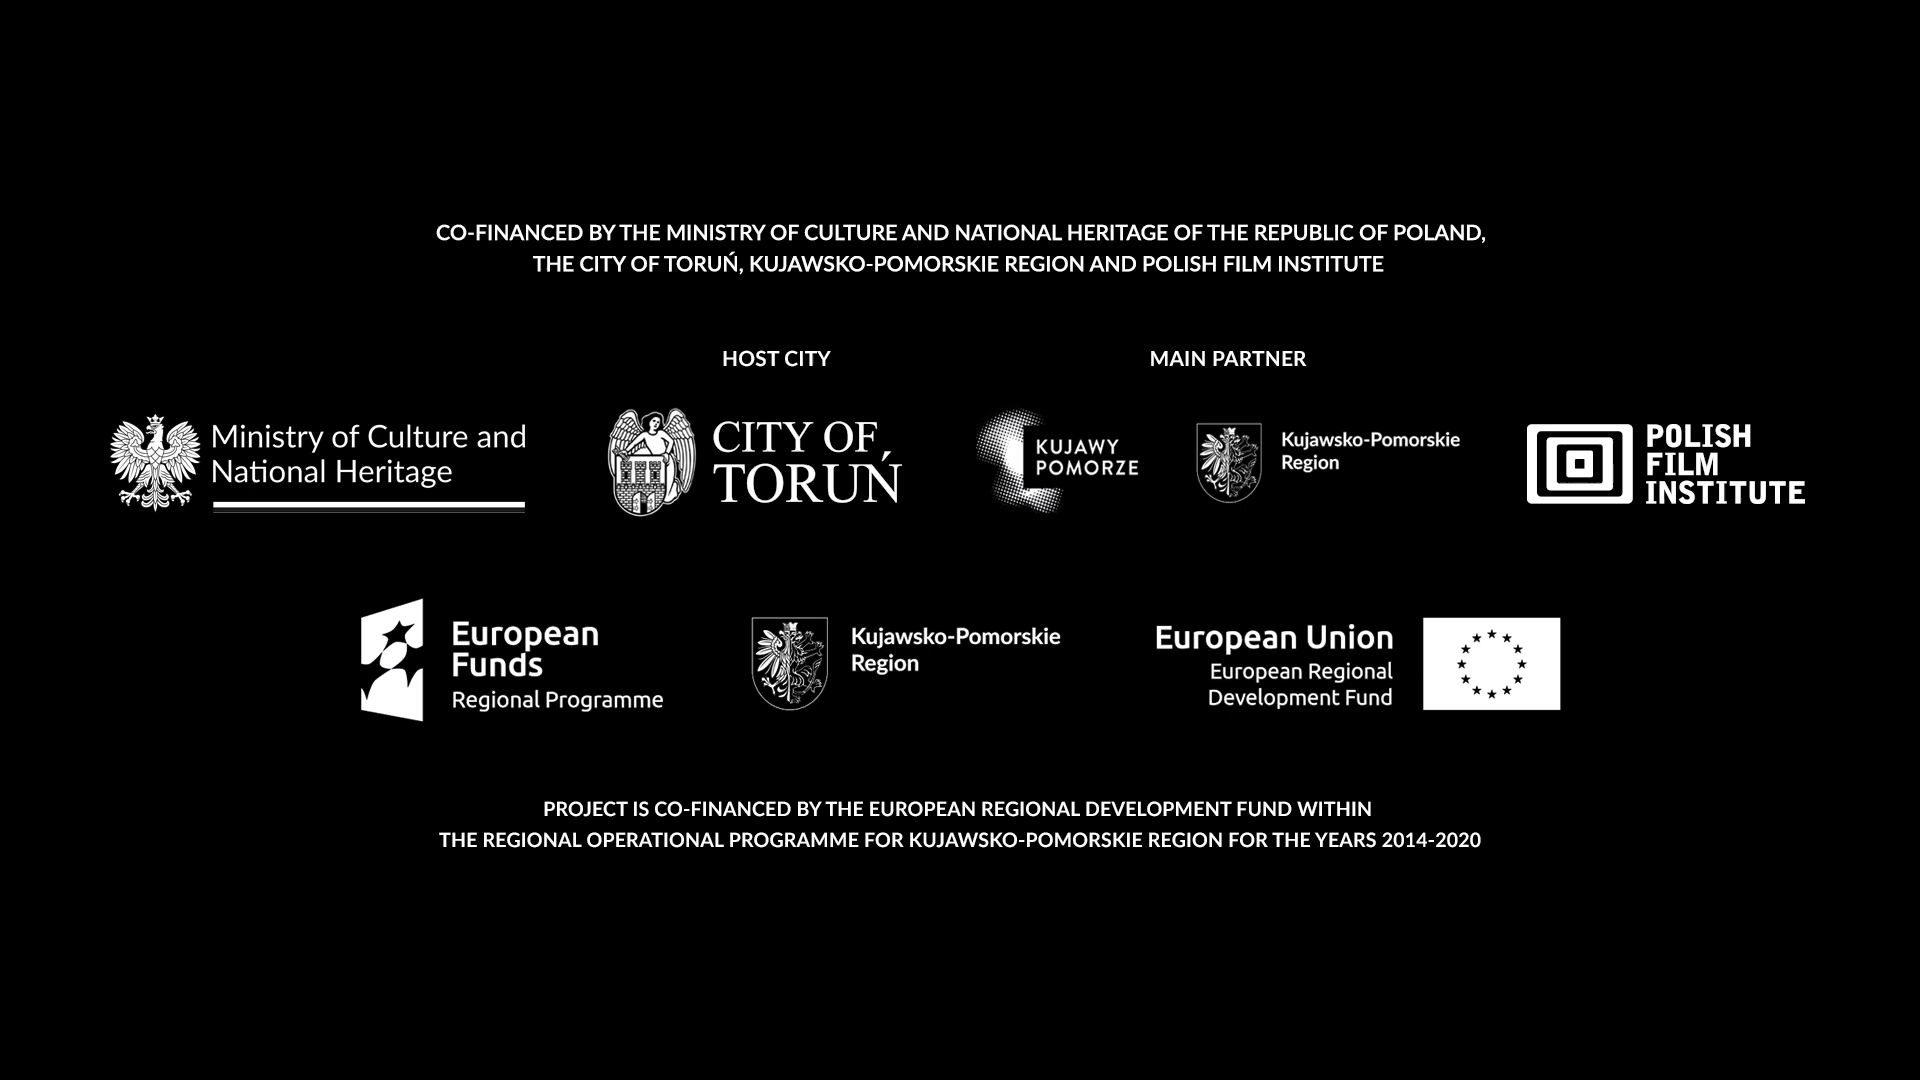 CO-FINANCED BY THE MINISTRY OF CULTURE AND NATIONAL HERITAGE OF THE REPUBLIC OF POLAND,
THE CITY OF TORUŃ, KUJAWSKO-POMORSKIE REGION AND POLISH FILM INSTITUTE
HOST CITY
MAIN PARTNER
Ministry of Culture and
National Heritage
CITY OF
TORUŃ
KUJAWY
POMORZE
Kujawsko-Pomorskie
Region
POLISH
FILM
INSTITUTE
European
Funds
Regional Programme
Kujawsko-Pomorskie
Region
European Union
European Regional
Development Fund
PROJECT IS CO-FINANCED BY THE EUROPEAN REGIONAL DEVELOPMENT FUND WITHIN
THE REGIONAL OPERATIONAL PROGRAMME FOR KUJAWSKO-POMORSKIE REGION FOR THE YEARS 2014-2020